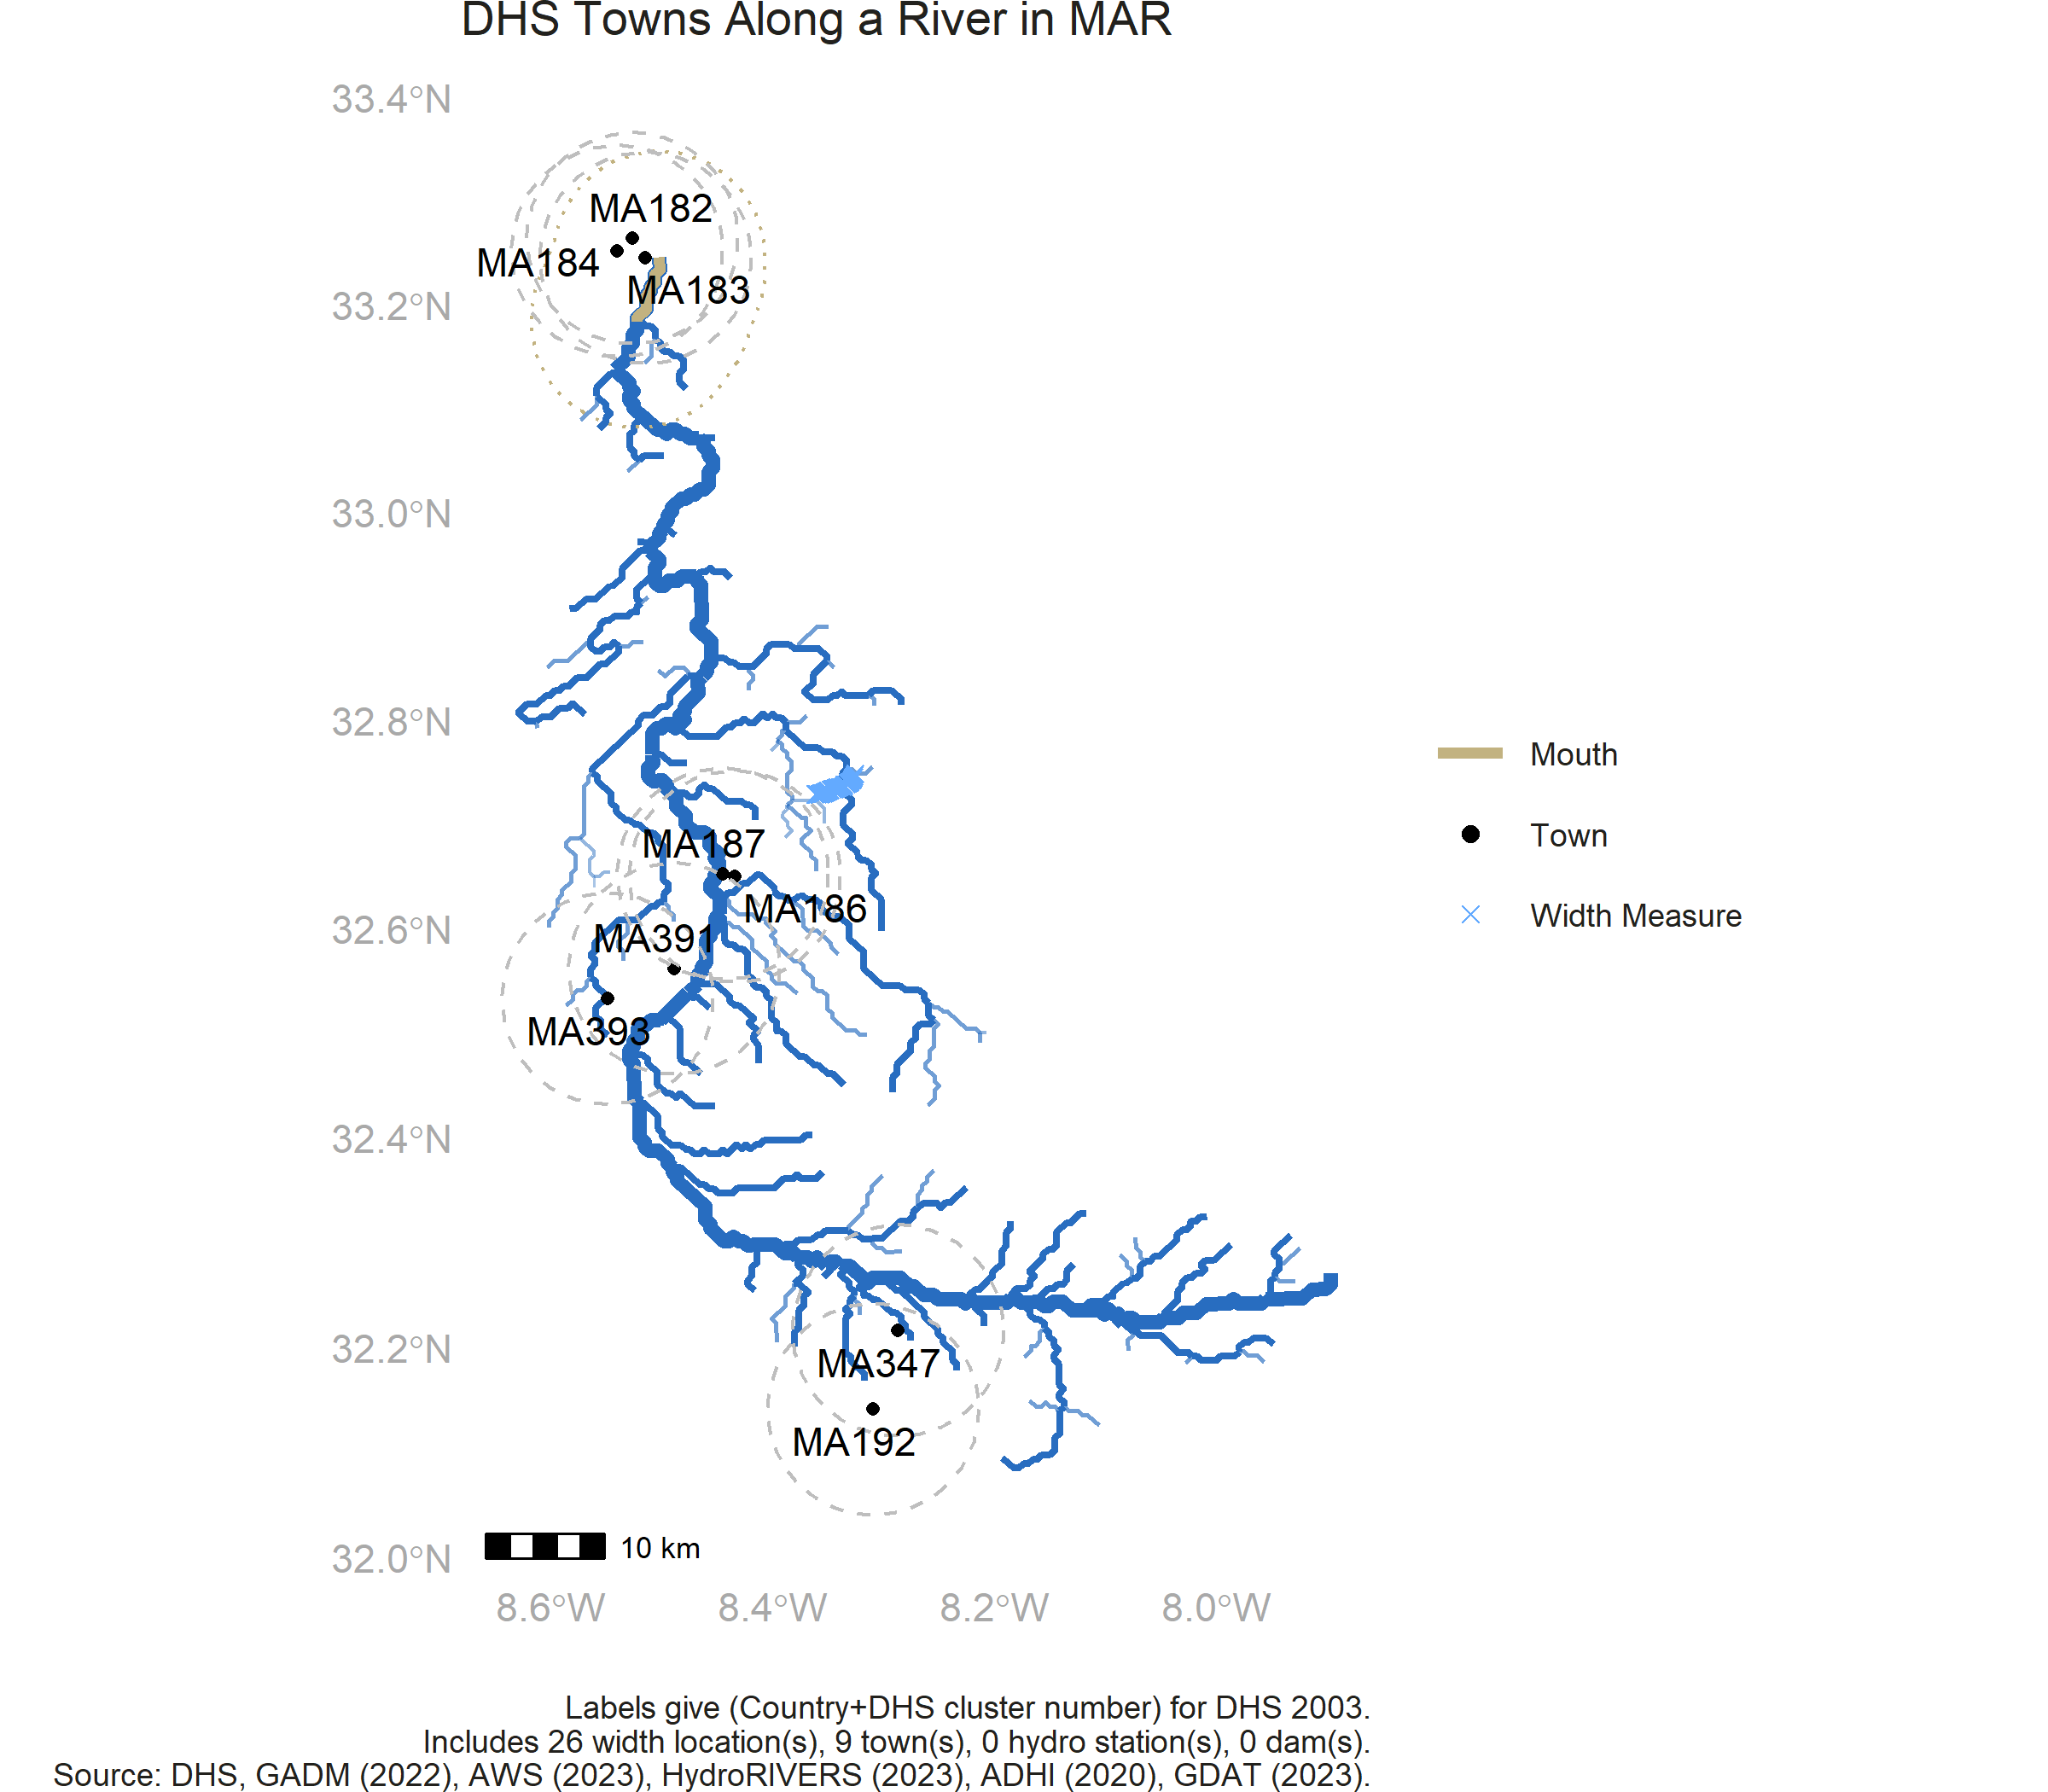 DHS Towns Along a River in MAR
33.4°N
33.2°N
33.0°N
32.8°N
32.6°N
32.4°N
32.2°N
32.0°N
MA182
MA184
MA183
MA187
MA186
MA391
MA393
MA347
MA192
Mouth
Town
Width Measure
10 km
8.6°W 8.4°W 8.2°W 8.0°W
Labels give (Country+DHS cluster number) for DHS 2003.
Includes 26 width location(s), 9 town(s), 0 hydro station(s), 0 dam(s).
Source: DHS, GADM (2022), AWS (2023), HydroRIVERS (2023), ADHI (2020), GDAT (2023).